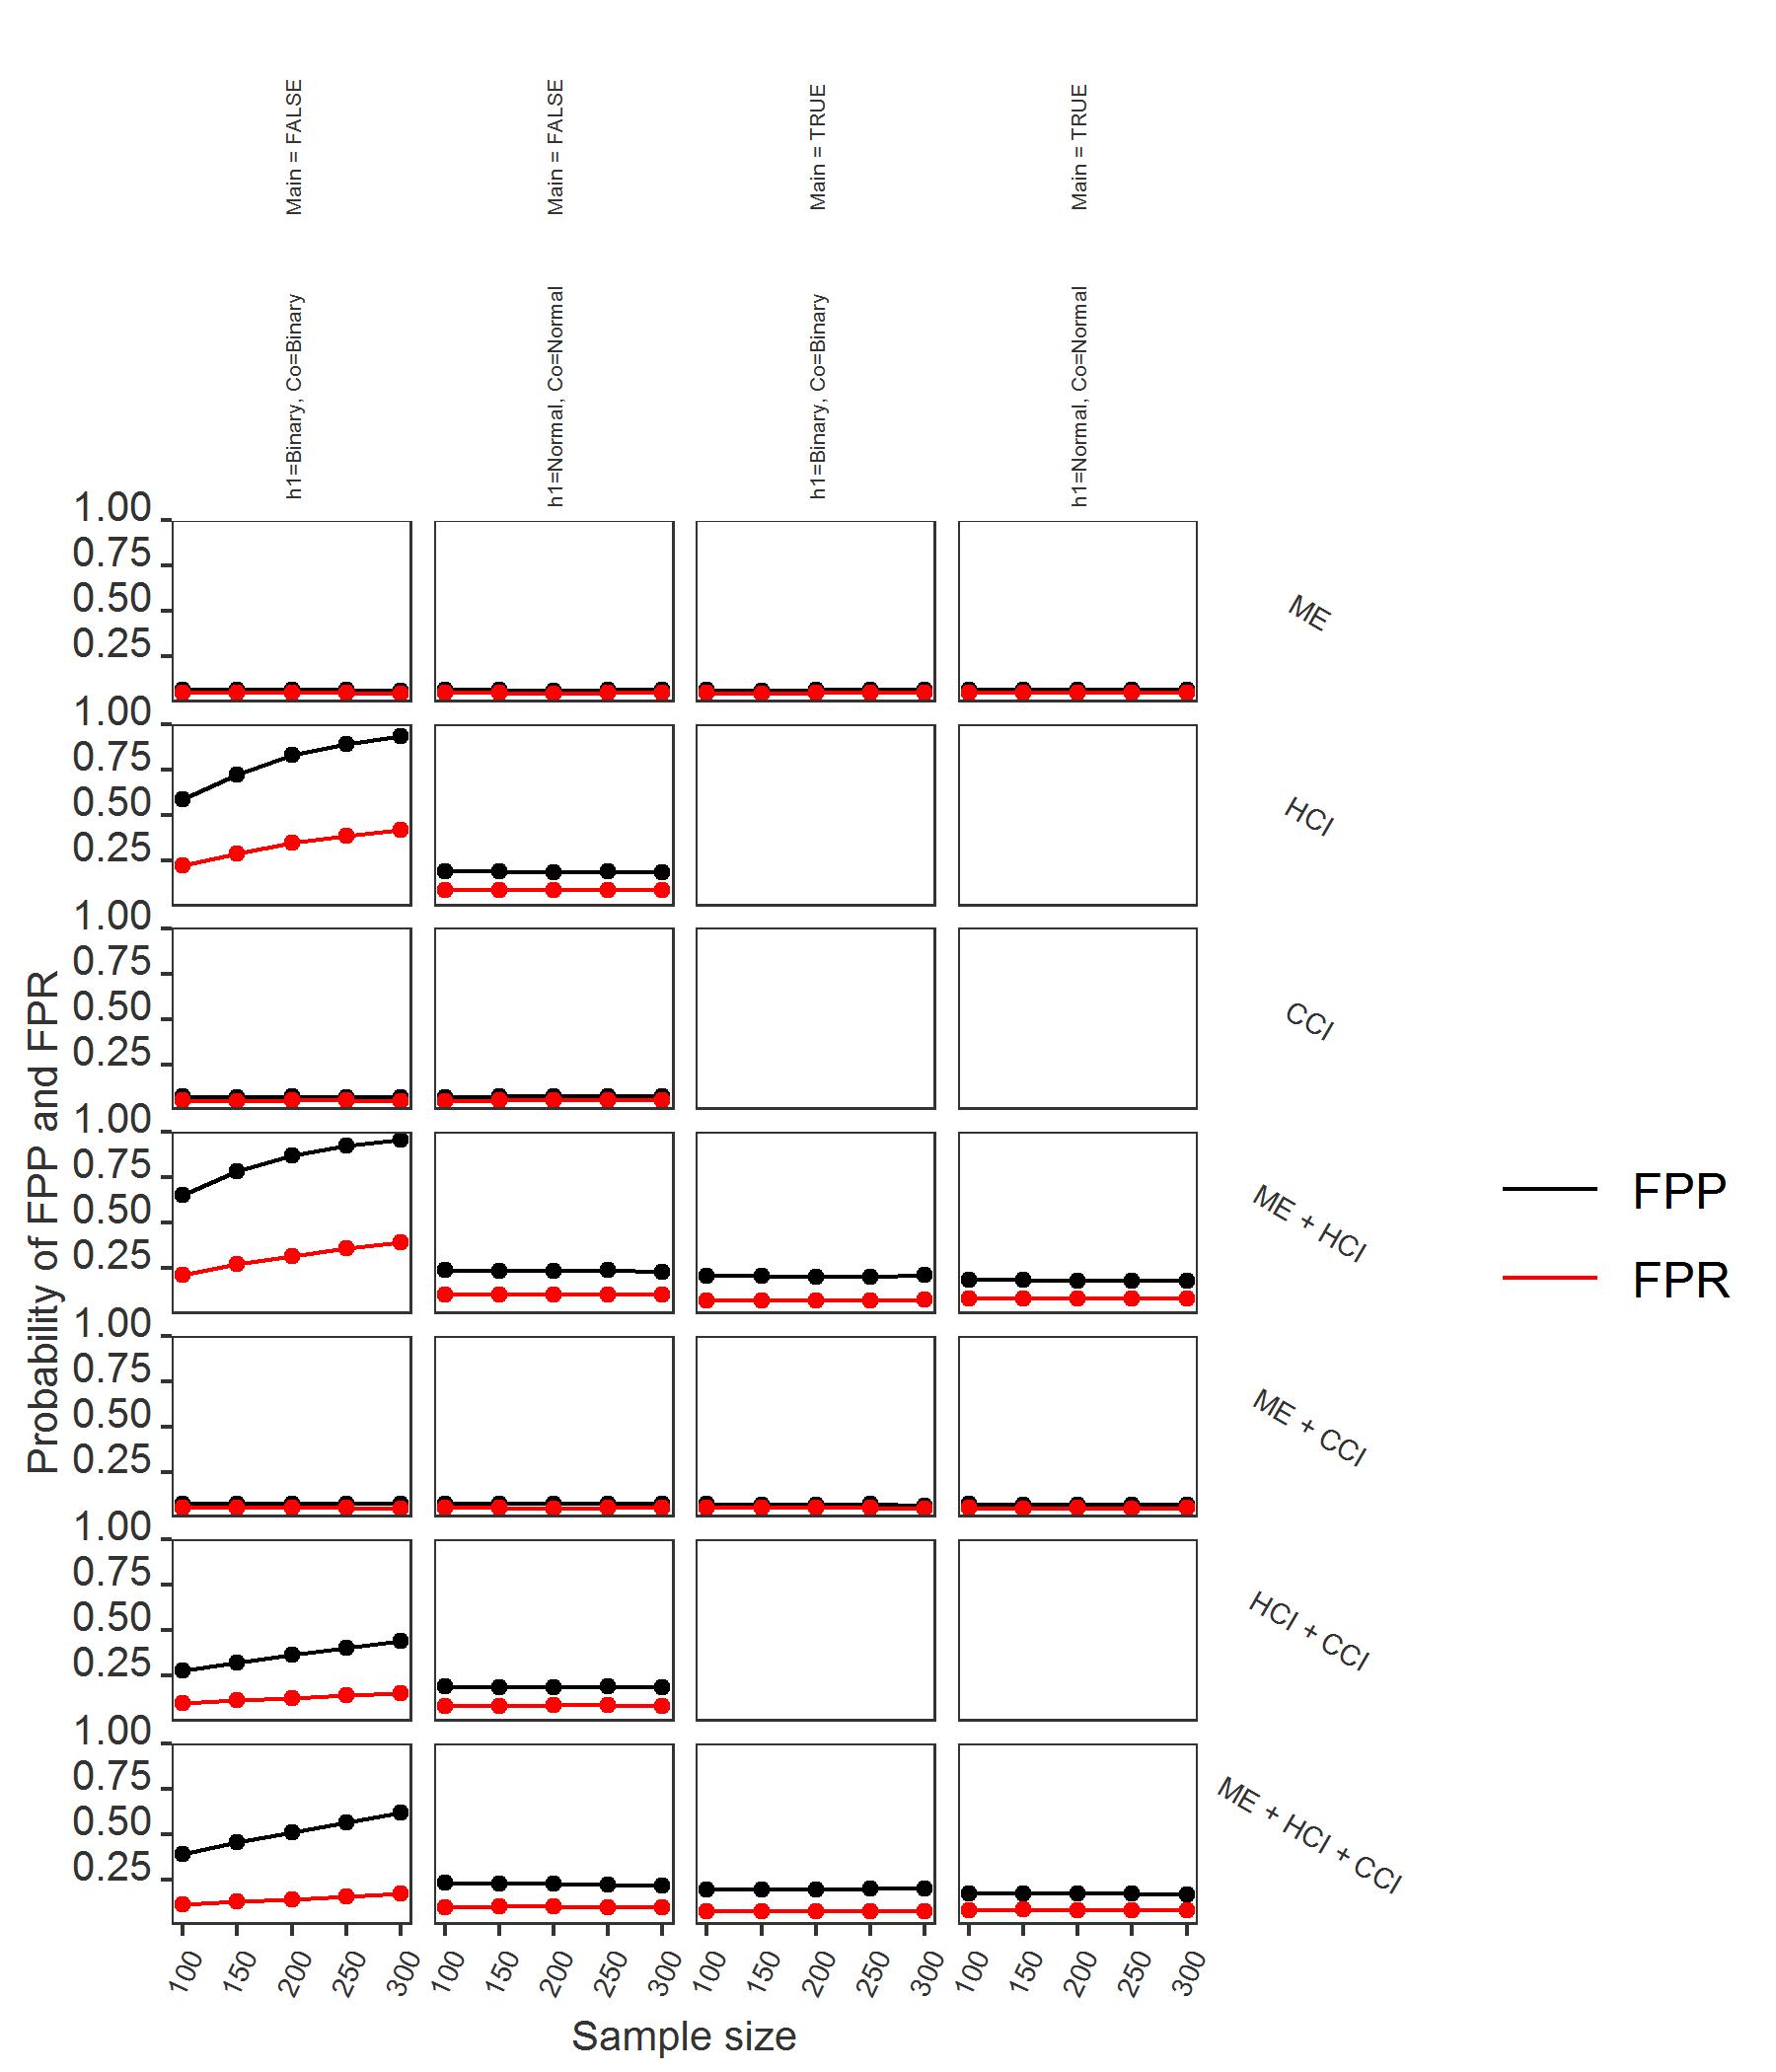 Main = FALSE
Main = FALSE
Main = TRUE
Main = TRUE
h1=Binary, Co=Binary
h1=Normal, Co=Normal
h1=Binary, Co=Binary
h1=Normal, Co=Normal
1.00
0.75
0.50
0.25
ME
1.00
0.75
0.50
0.25
HCI
1.00
0.75
0.50
0.25
CCI
1.00
0.75
0.50
0.25
ME + HCI
1.00
0.75
0.50
0.25
ME + CCI
1.00
0.75
0.50
0.25
HCI + CCI
1.00
0.75
0.50
0.25
ME + HCI + CCI
Probability of FPP and FPR
FPP
FPR
100 150 200 250 300 100 150 200 250 300 100 150 200 250 300 100 150 200 250 300
Sample size